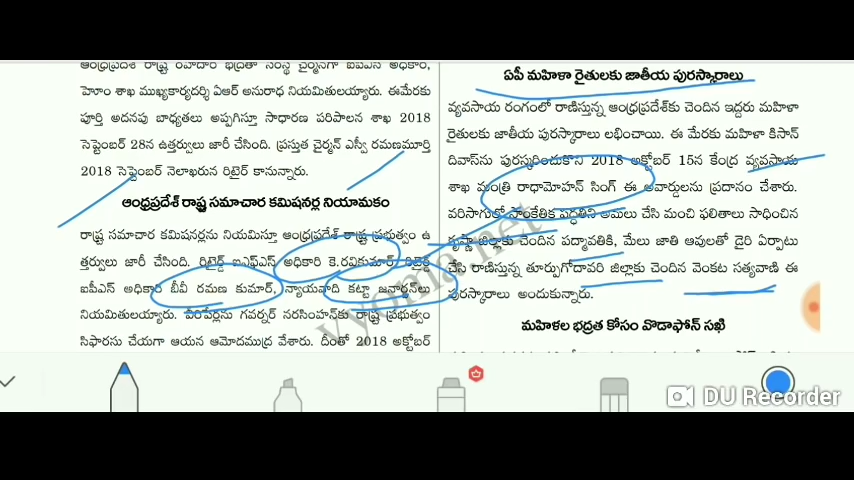 ఆంధ్రప్రదేశ్ రాష్ట్ర రహదారి భద్రతా సంస్థ చైర్మన్‌గా ఐపీఎస్ అధికారి,
హెూం శాఖ ముఖ్యకార్యదర్శి ఏఆర్ అనురాధ నియమితులయ్యారు. ఈమేరకు
పూర్తి అదనపు బాధ్యతలు అప్పగిస్తూ సాధారణ పరిపాలన శాఖ 2018
సెప్టెంబర్ 28న ఉత్తర్వులు జారీ చేసింది. ప్రస్తుత చైర్మన్ ఎస్వీ రమణమూర్తి
2018 సెప్టెంబర్ నెలాఖరున రిటైర్ కానున్నారు.
ఆంధ్రప్రదేశ్ రాష్ట్ర సమాచార కమిషనర్ల నియామకం
రాష్ట్ర సమాచార కమిషనర్లను నియమిస్తూ ఆంధ్రప్రదేశ్ రాష్ట్ర ప్రభుత్వం ఉ
త్తర్వులు జారీ చేసింది. రిటైర్డ్ ఐఎఫ్ఎస్ అధికారి కె.రవికుమార్, రిటైర్డ్
ఐపీఎస్ అధికారి బీవీ రమణ కుమార్, న్యాయవాది కట్టా జనార్దన్‌లు
నియమితులయ్యారు. వీరిపేర్లను గవర్నర్ నరసింహన్‌కు రాష్ట్ర ప్రభుత్వం
సిఫారసు చేయగా ఆయన ఆమోదముద్ర వేశారు. దీంతో 2018 అక్టోబర్
ఏపీ మహిళా రైతులకు జాతీయ పురస్కారాలు
వ్యవసాయ రంగంలో రాణిస్తున్న ఆంధ్రప్రదేశ్‌కు చెందిన ఇద్దరు మహిళా
రైతులకు జాతీయ పురస్కారాలు లభించాయి. ఈ మేరకు మహిళా కిసాన్
దివాస్‌ను పురస్కరించుకొని 2018 అక్టోబర్ 15న కేంద్ర వ్యవసాయ
శాఖ మంత్రి రాధామోహన్ సింగ్ ఈ అవార్డులను ప్రదానం చేశారు.
వరిసాగులో సాంకేతిక పద్ధతిని అమలు చేసి మంచి ఫలితాలు సాధించిన
కృష్ణా జిల్లాకు చెందిన పద్మావతికి, మేలు జాతి ఆవులతో డైరి ఏర్పాటు
చేసి రాణిస్తున్న తూర్పుగోదావరి జిల్లాకు చెందిన వెంకట సత్యవాణి ఈ
పురస్కారాలు అందుకున్నారు.
మహిళల భద్రత కోసం వొడాఫోన్ సఖి
vyoma.net
DU Recorder